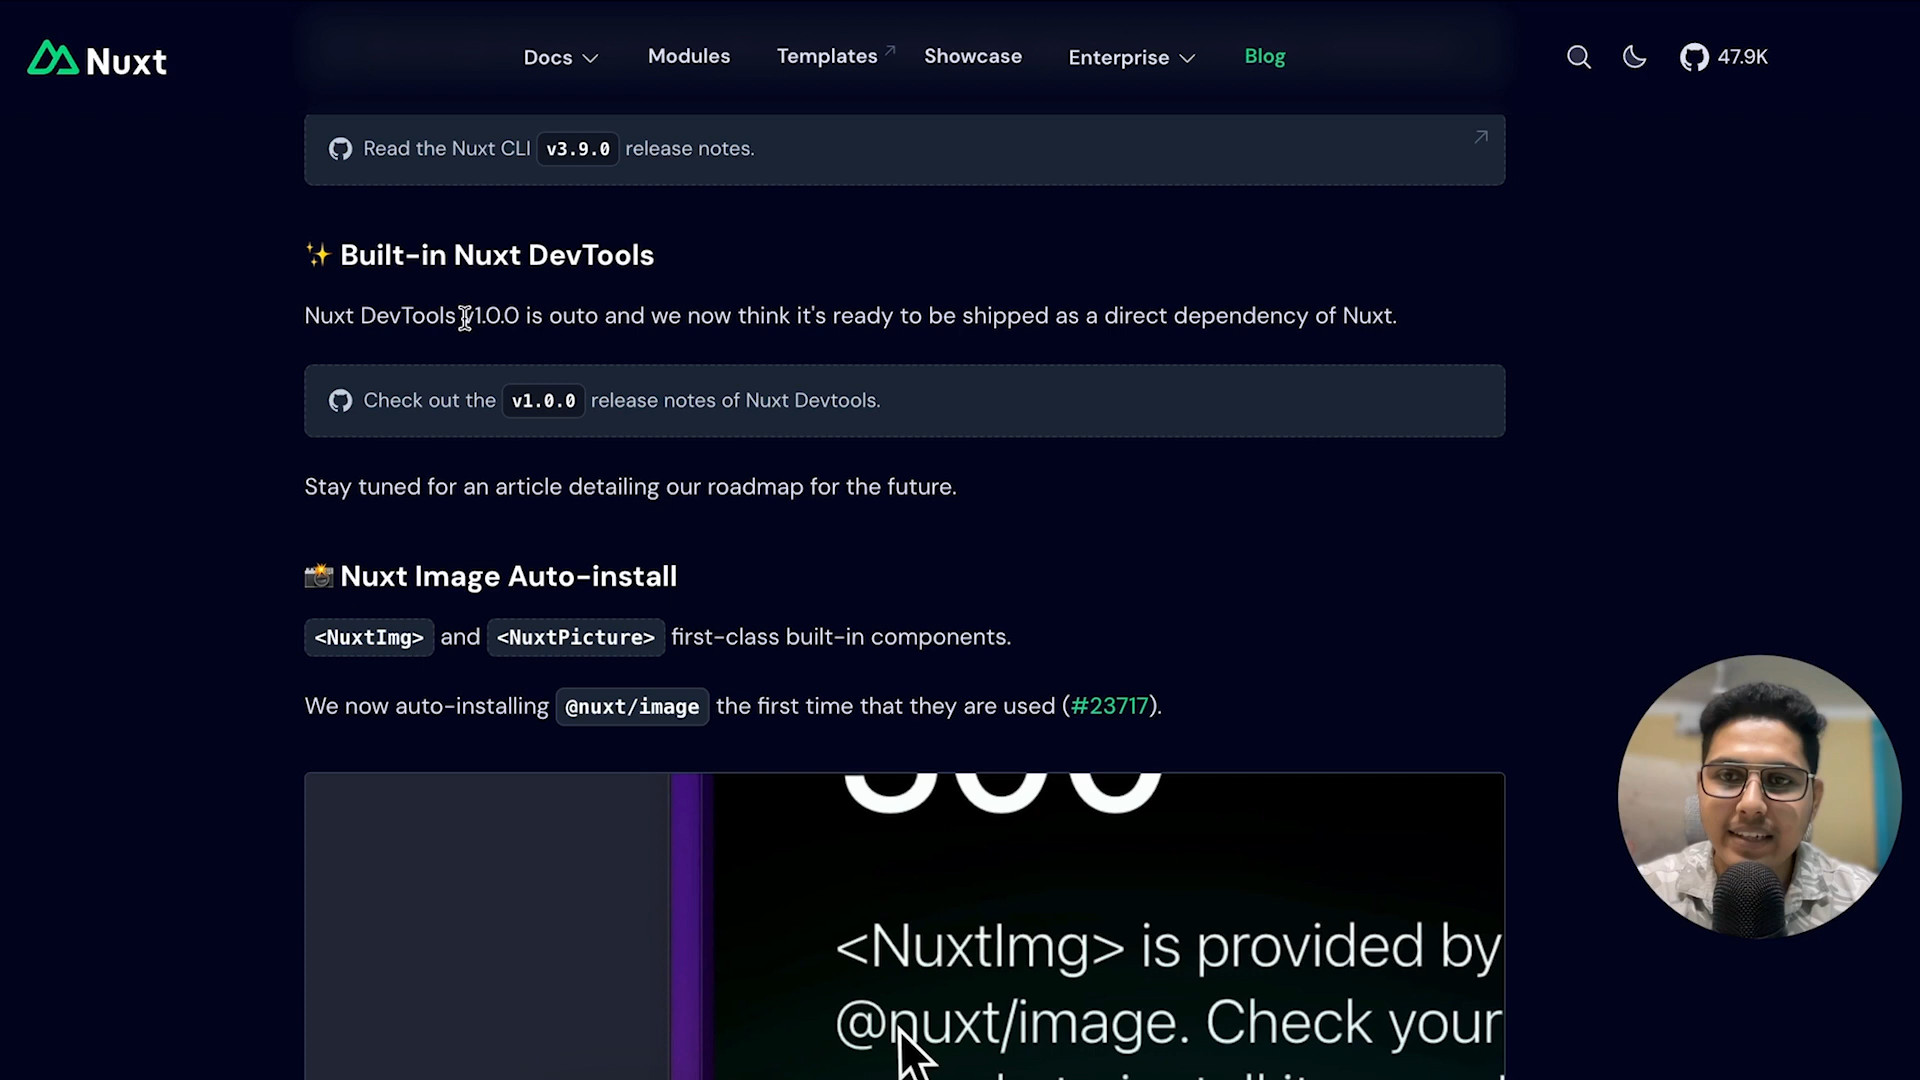 Nuxt
Docs
Modules
Templates
Showcase
Enterprise
Blog
47.9K
Read the Nuxt CLI v3.9.0 release notes.
✨ Built-in Nuxt DevTools
Nuxt DevTools v1.0.0 is outo and we now think it's ready to be shipped as a direct dependency of Nuxt.
Check out the v1.0.0 release notes of Nuxt Devtools.
Stay tuned for an article detailing our roadmap for the future.
📸 Nuxt Image Auto-install
<NuxtImg> and <NuxtPicture> first-class built-in components.
We now auto-installing @nuxt/image the first time that they are used (#23717).
<NuxtImg> is provided by
@nuxt/image. Check your